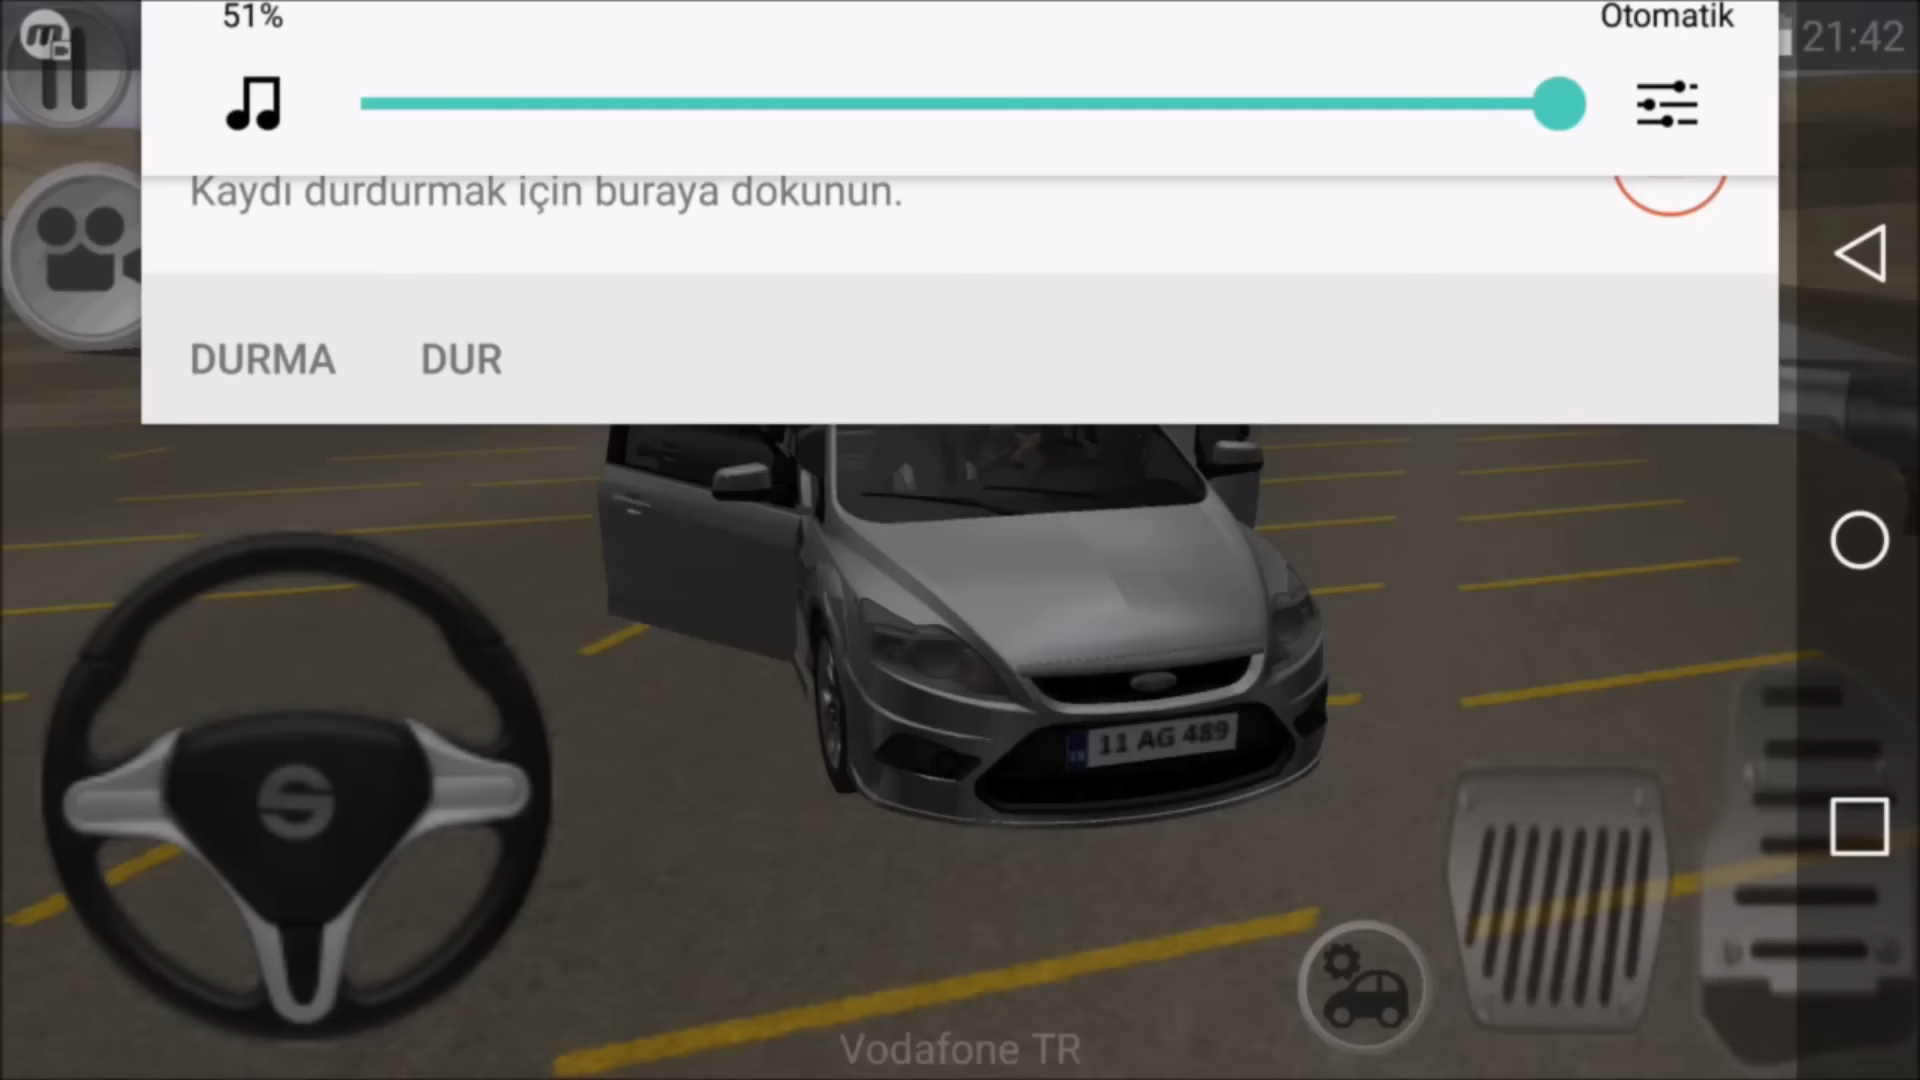 51%
Otomatik
21:42
Kaydı durdurmak için buraya dokunun.
DURMA
DUR
11 AG 489
Vodafone TR